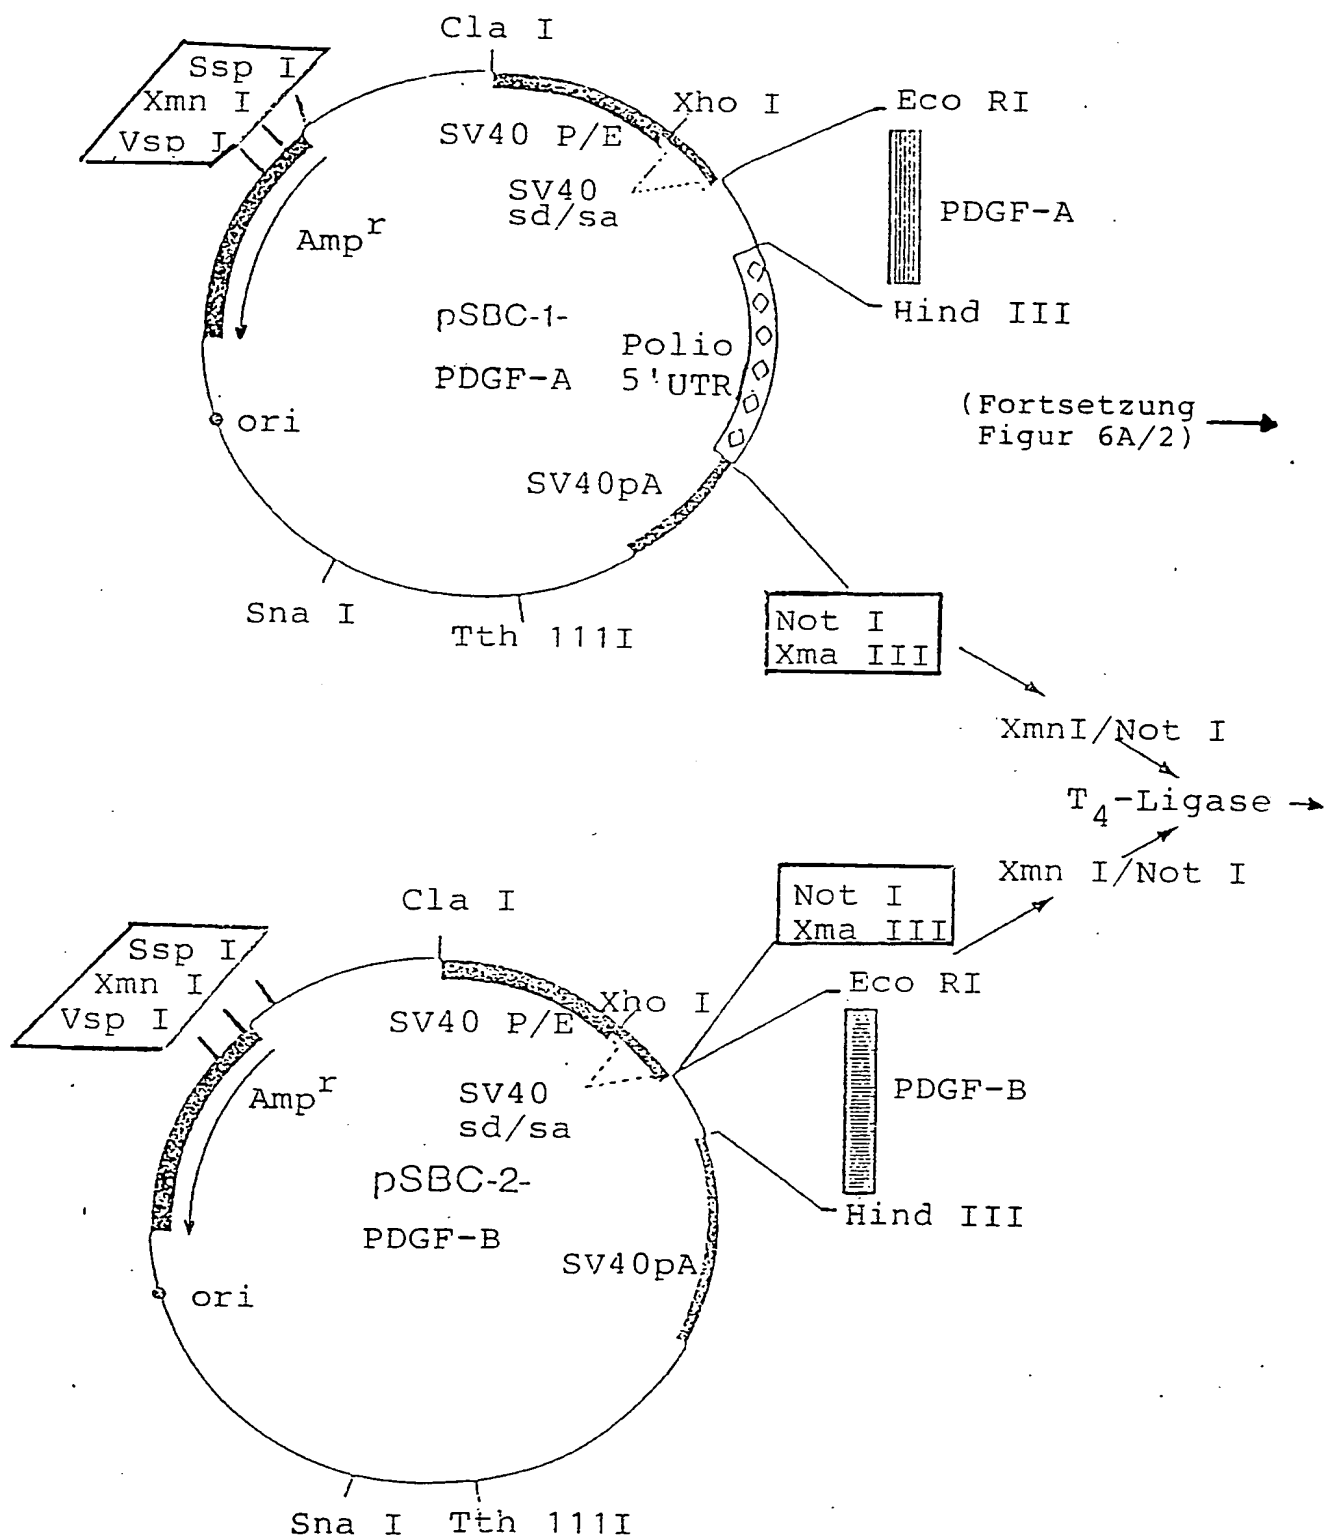 Cla I
Ssp I
Xmn I
Vsp I
Xho I
Eco RI
SV40 P/E
SV40
sd/sa
PDGF-A
Amp^r
Hind III
pSBC-1-
PDGF-A
Polio
5'UTR
(Fortsetzung
Figur 6A/2)
ori
SV40pA
Sna I
Tth 111I
Not I
Xma III
XmnI/Not I
T4-Ligase
Xmn I/Not I
Not I
Xma III
Cla I
Ssp I
Xmn I
Vsp I
Xho I
Eco RI
SV40 P/E
SV40
sd/sa
PDGF-B
Amp^r
pSBC-2-
PDGF-B
Hind III
SV40pA
ori
Sna I
Tth 111I